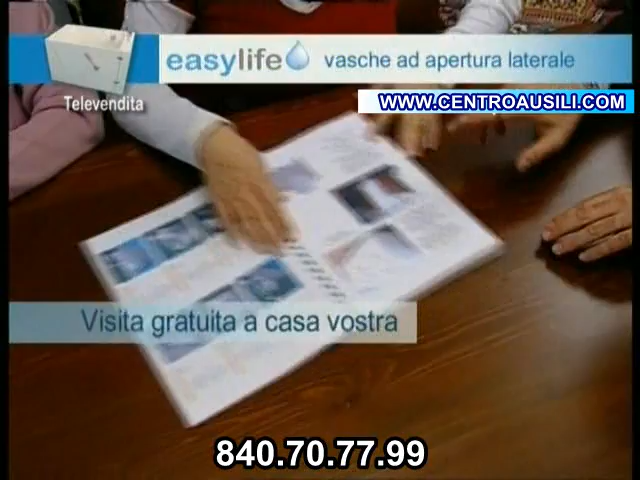 easylife vasche ad apertura laterale
Televendita
WWW.CENTROAUSILI.COM
Visita gratuita a casa vostra
840.70.77.99